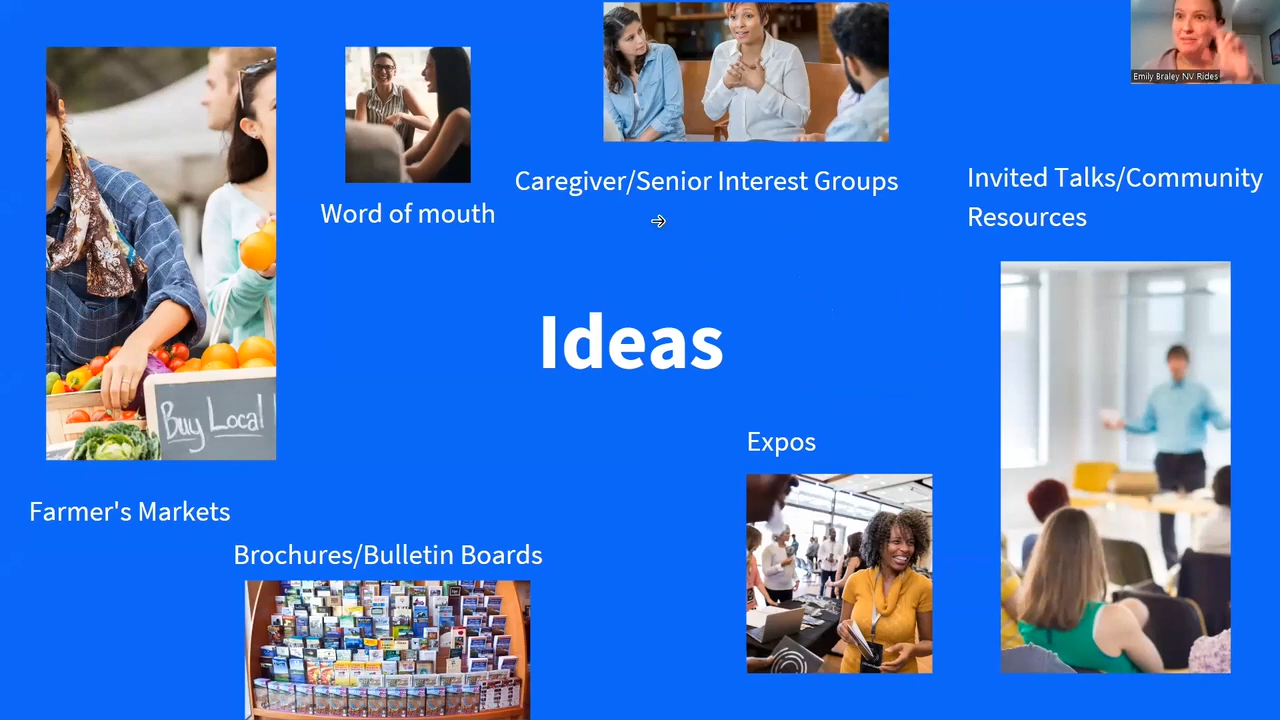 Emily Braley NV Rides
Word of mouth
Caregiver/Senior Interest Groups
Invited Talks/Community
Resources
Ideas
Buy Local
Farmer's Markets
Expos
Brochures/Bulletin Boards